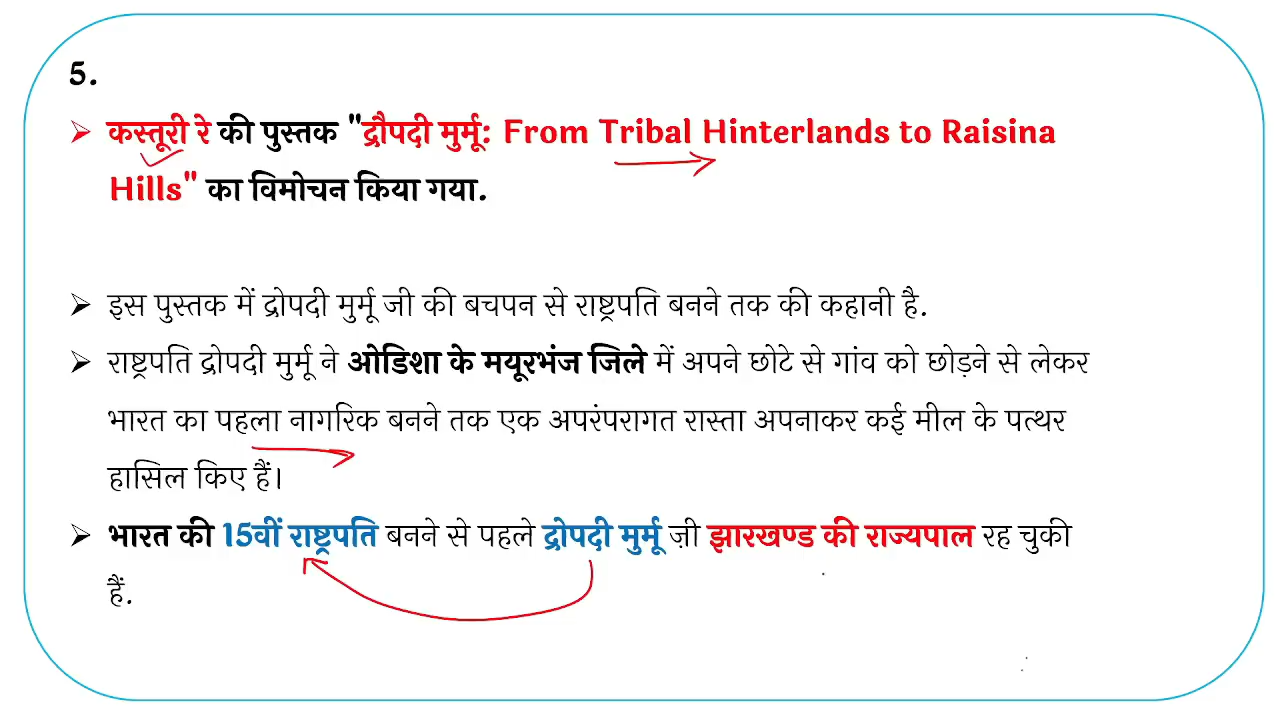 5.
➢ कस्तूरी रे की पुस्तक "द्रौपदी मुर्मू: From Tribal Hinterlands to Raisina
Hills" का विमोचन किया गया.
➢ इस पुस्तक में द्रोपदी मुर्मू जी की बचपन से राष्ट्रपति बनने तक की कहानी है.
➢ राष्ट्रपति द्रोपदी मुर्मू ने ओडिशा के मयूरभंज जिले में अपने छोटे से गांव को छोड़ने से लेकर
भारत का पहला नागरिक बनने तक एक अपरंपरागत रास्ता अपनाकर कई मील के पत्थर
हासिल किए हैं।
➢ भारत की 15वीं राष्ट्रपति बनने से पहले द्रोपदी मुर्मू ज़ी झारखण्ड की राज्यपाल रह चुकी
हैं.